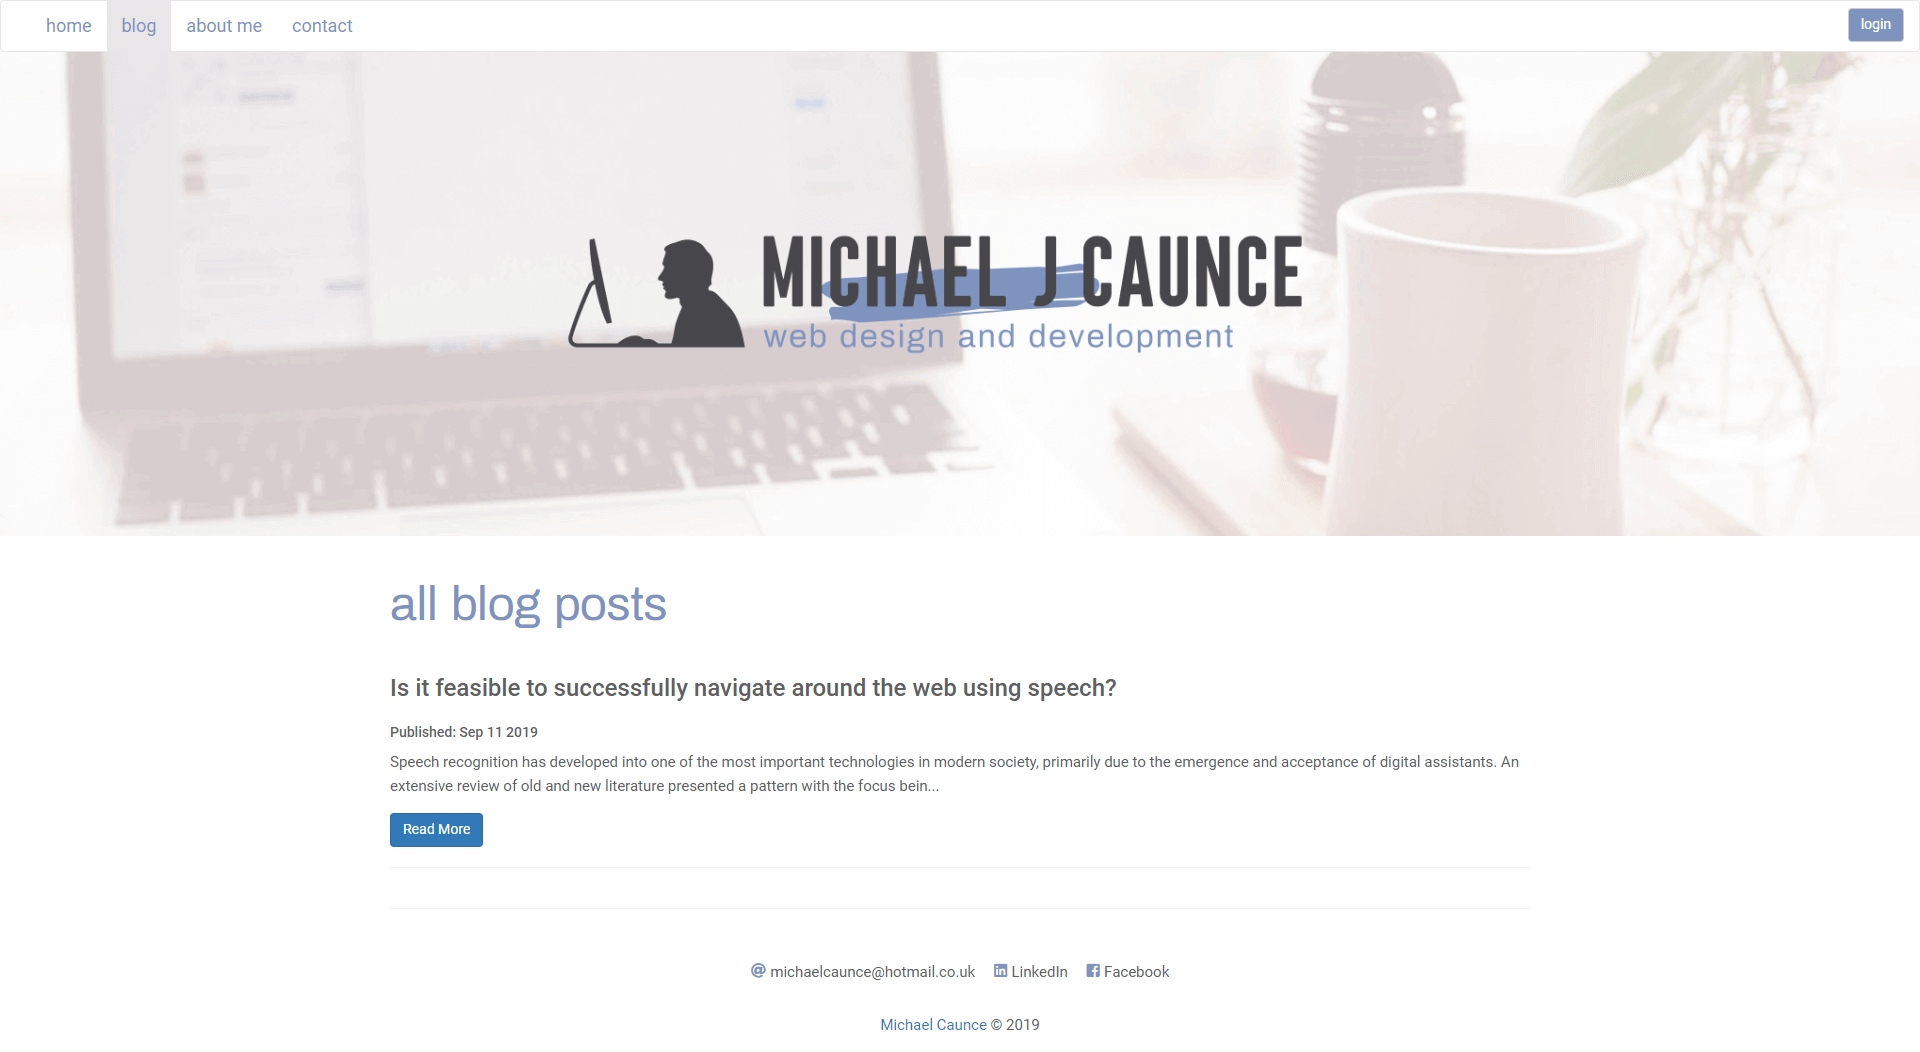 home
blog
about me
contact
login
MICHAEL J CAUNCE
web design and development
all blog posts
Is it feasible to successfully navigate around the web using speech?
Published: Sep 11 2019
Speech recognition has developed into one of the most important technologies in modern society, primarily due to the emergence and acceptance of digital assistants. An
extensive review of old and new literature presented a pattern with the focus bein...
Read More
michaelcaunce@hotmail.co.uk
LinkedIn
Facebook
Michael Caunce © 2019